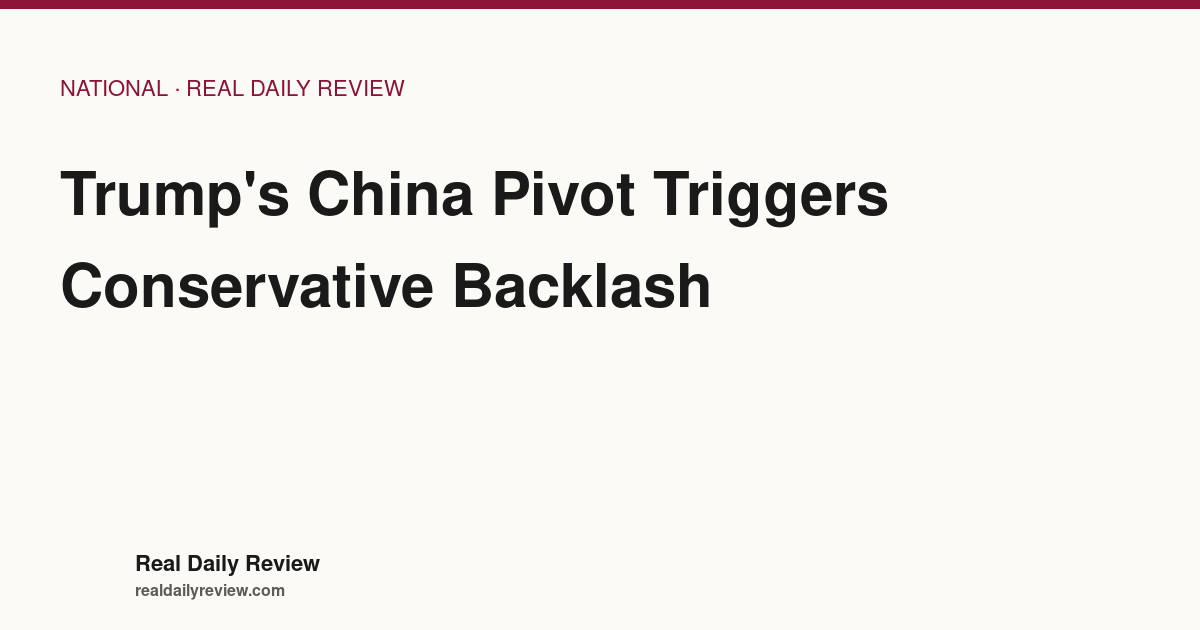 NATIONAL · REAL DAILY REVIEW
Trump's China Pivot Triggers
Conservative Backlash
Real Daily Review
realdailyreview.com